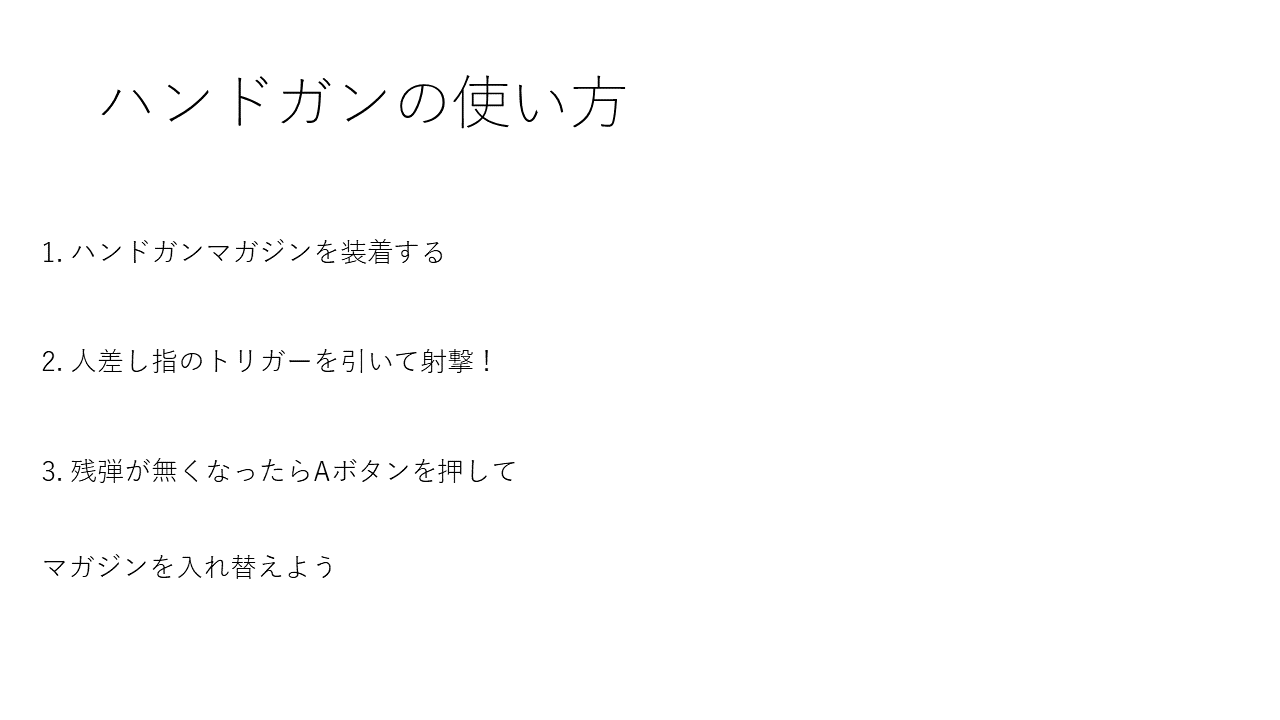 ハンドガンの使い方
1. ハンドガンマガジンを装着する
2. 人差し指のトリガーを引いて射撃！
3. 残弾が無くなったらAボタンを押して
マガジンを入れ替えよう